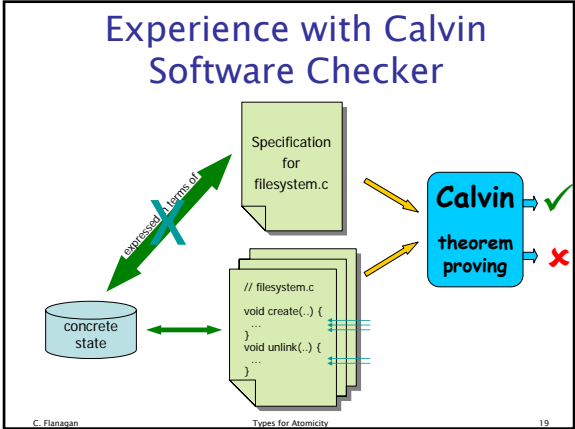 Experience with Calvin
Software Checker
Specification
for
filesystem.c
expressed in terms of
X
Calvin
theorem
proving
✓
✗
// filesystem.c
void create(..) {
...
}
void unlink(..) {
...
}
concrete
state
C. Flanagan
Types for Atomicity
19